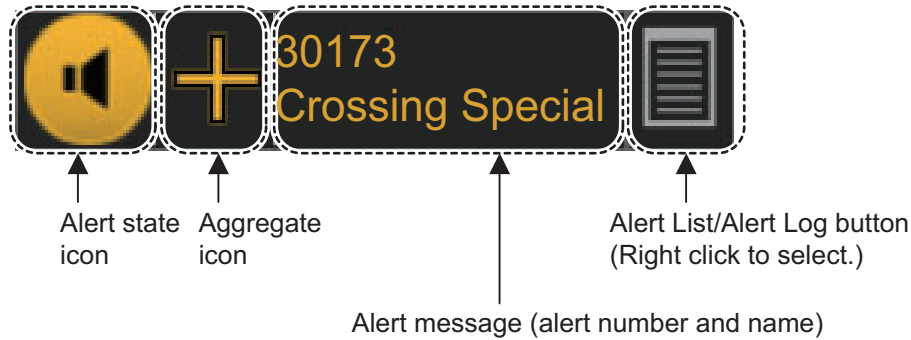 30173
Crossing Special
Alert state
icon
Aggregate
icon
Alert List/Alert Log button
(Right click to select.)
Alert message (alert number and name)